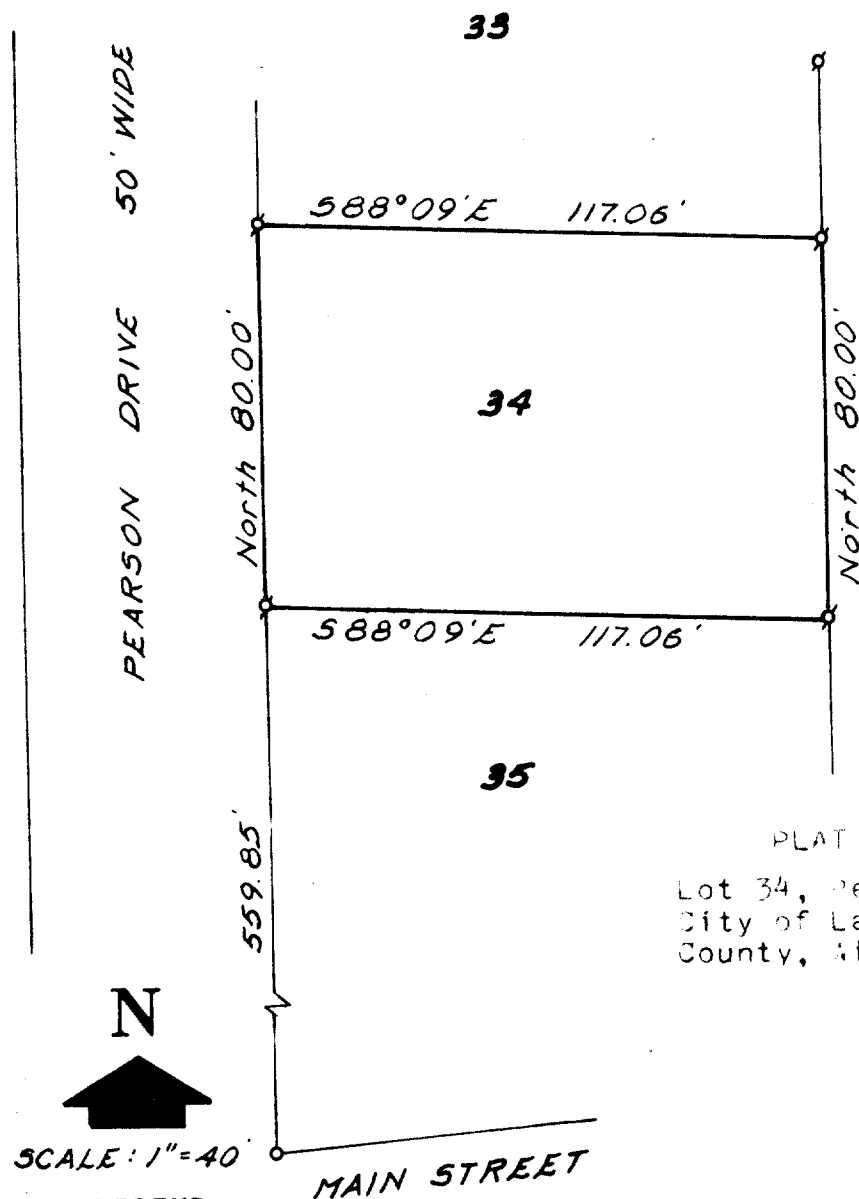 33
50' WIDE
S88°09'E 117.06'
PEARSON DRIVE
North 80.00'
34
North 80.00'
S88°09'E 117.06'
35
559.85'
PLAT
Lot 34,
City of La
County,
N
SCALE: 1"=40'
MAIN STREET